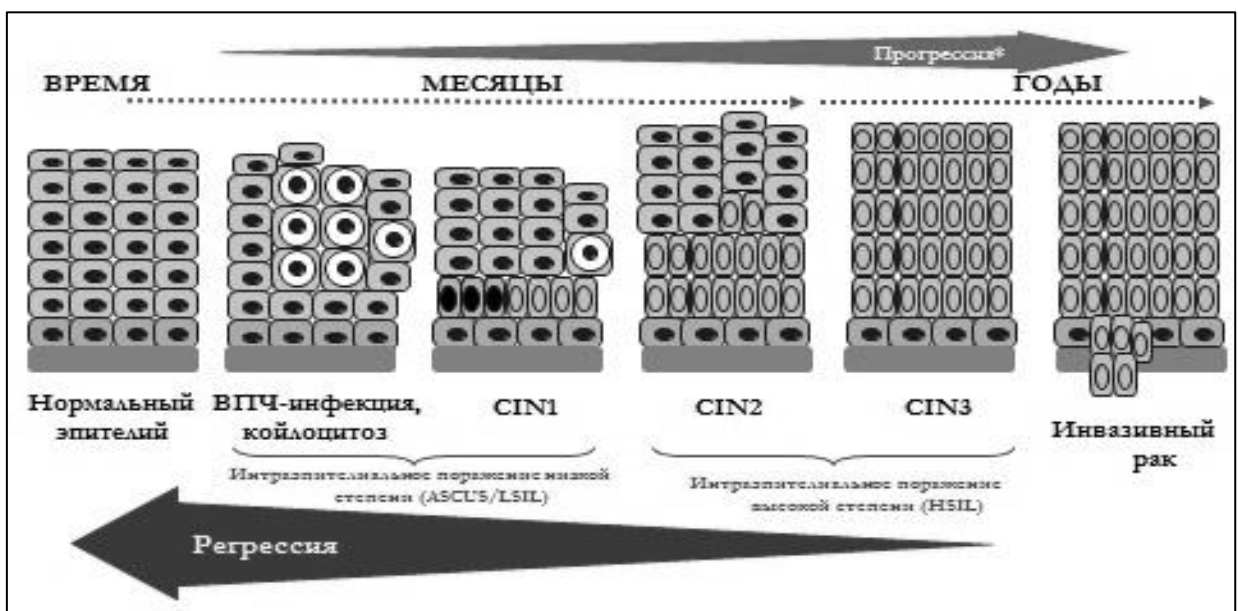 Прогрессия*
ВРЕМЯ МЕСЯЦЫ ГОДЫ
Нормальный
эпителий
ВПЧ-инфекция,
койлоцитоз
CIN1
CIN2
CIN3
Инвазивный
рак
Интраэпителиальное поражение низкой
степени (ASCUS/LSIL)
Интраэпителиальное поражение
высокой степени (HSIL)
Регрессия